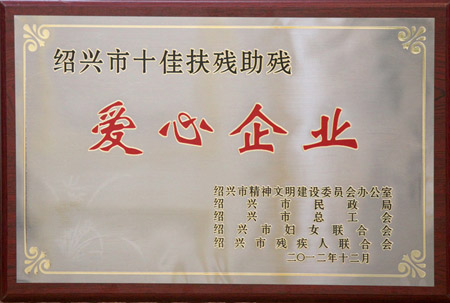 绍兴市十佳扶残助残
爱心企业
绍兴市精神文明建设委员会办公室
绍兴市民政局
绍兴市总工会
绍兴市妇女联合会
绍兴市残疾人联合会
二〇一二年十二月